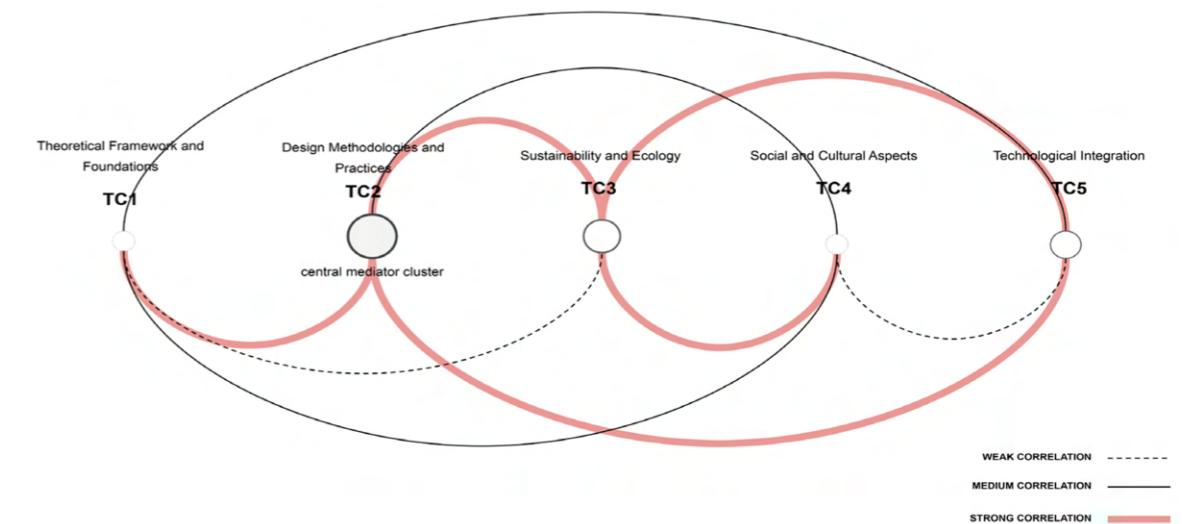 Theoretical Framework and
Foundations
TC1
Design Methodologies and
Practices
TC2
central mediator cluster
Sustainability and Ecology
TC3
Social and Cultural Aspects
TC4
Technological Integration
TC5
WEAK CORRELATION
MEDIUM CORRELATION
STRONG CORRELATION